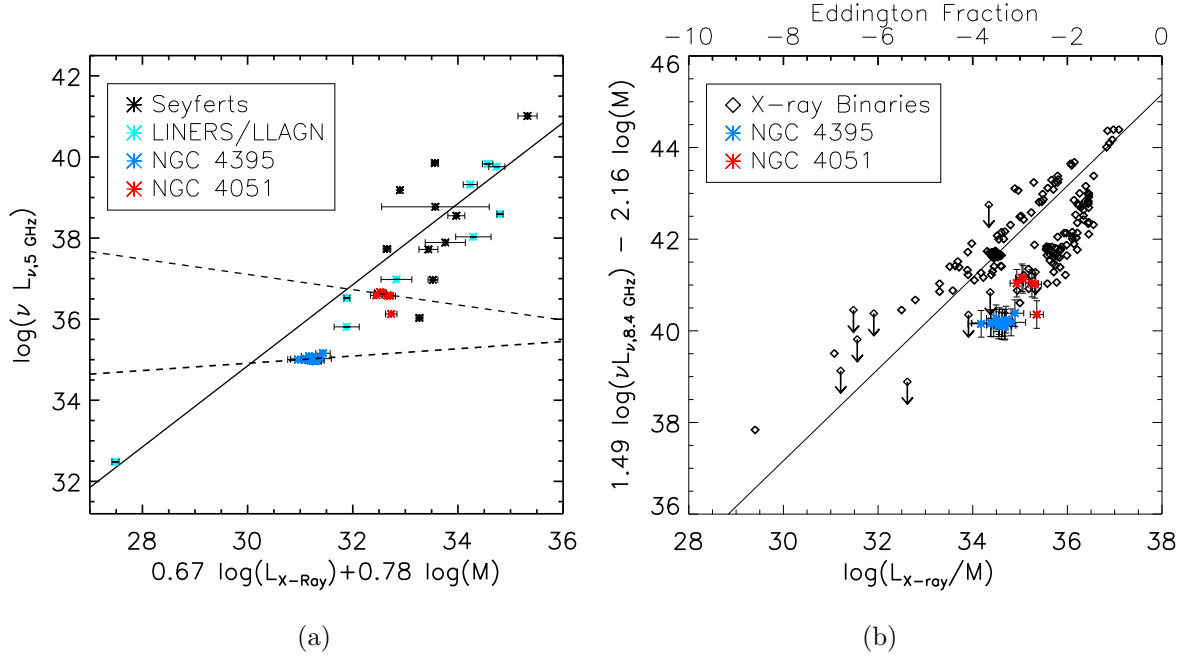 Eddington Fraction
-10 -8 -6 -4 -2 0
42
40
38
36
34
32
Seyferts
LINERS/LLAGN
NGC 4395
NGC 4051
log(ν Lν,5 GHz)
28 30 32 34 36
0.67 log(LX-Ray)+0.78 log(M)
(a)
46
44
42
40
38
36
X-ray Binaries
NGC 4395
NGC 4051
1.49 log(νLν,8.4 GHz) - 2.16 log(M)
28 30 32 34 36 38
log(LX-ray/M)
(b)